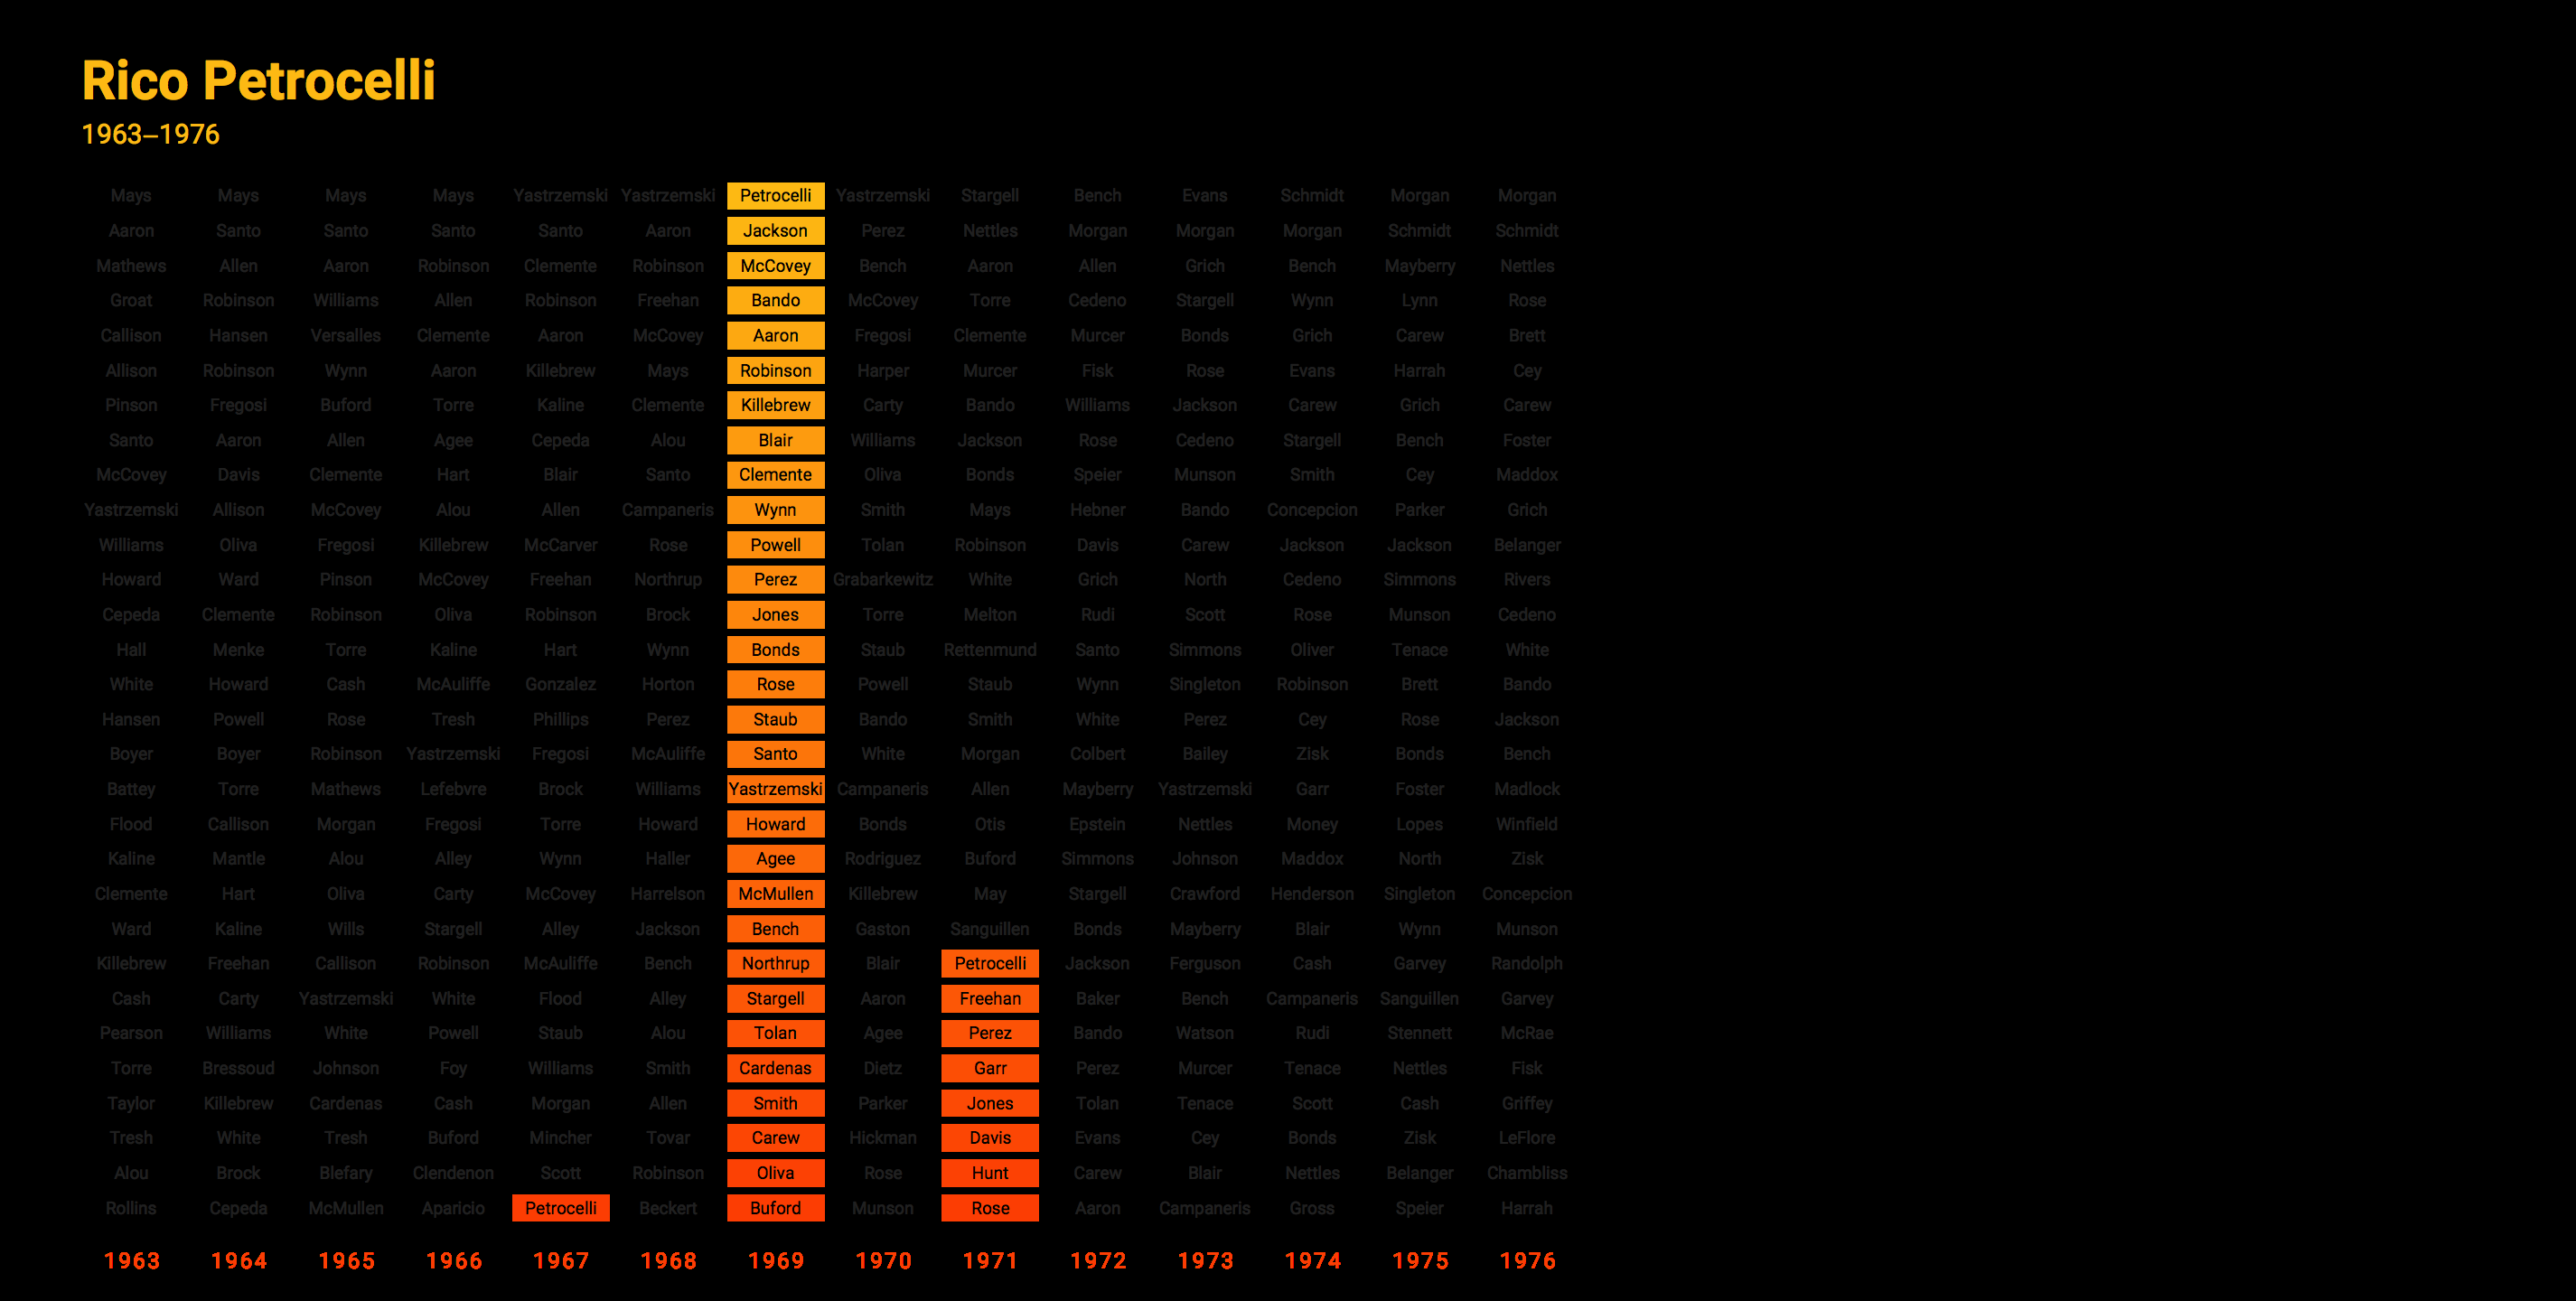 Rico Petrocelli
1963–1976
Mays Mays Mays Mays Yastrzemski Yastrzemski Petrocelli Yastrzemski Stargell Bench Evans Schmidt Morgan Morgan
Aaron Santo Santo Santo Santo Aaron Jackson Perez Nettles Morgan Morgan Morgan Schmidt Schmidt
Mathews Allen Aaron Robinson Clemente Robinson McCovey Bench Aaron Allen Grich Bench Mayberry Nettles
Groat Robinson Williams Allen Robinson Freehan Bando McCovey Torre Cedeno Stargell Wynn Lynn Rose
Callison Hansen Versalles Clemente Aaron McCovey Aaron Fregosi Clemente Murcer Bonds Grich Carew Brett
Allison Robinson Wynn Aaron Killebrew Mays Robinson Harper Murcer Fisk Rose Evans Harrah Cey
Pinson Fregosi Buford Torre Kaline Clemente Killebrew Carty Bando Williams Jackson Carew Grich Carew
Santo Aaron Allen Agee Cepeda Alou Blair Williams Jackson Rose Cedeno Stargell Bench Foster
McCovey Davis Clemente Hart Blair Santo Clemente Oliva Bonds Speier Munson Smith Cey Maddox
Yastrzemski Allison McCovey Alou Allen Campaneris Wynn Smith Mays Hebner Bando Concepcion Parker Grich
Williams Oliva Fregosi Killebrew McCarver Rose Powell Tolan Robinson Davis Carew Jackson Jackson Belanger
Howard Ward Pinson McCovey Freehan Northrup Perez Grabarkewitz White Grich North Cedeno Simmons Rivers
Cepeda Clemente Robinson Oliva Robinson Brock Jones Torre Melton Rudi Scott Rose Munson Cedeno
Hall Menke Torre Kaline Hart Wynn Bonds Staub Rettenmund Santo Simmons Oliver Tenace White
White Howard Cash McAuliffe Gonzalez Horton Rose Powell Staub Wynn Singleton Robinson Brett Bando
Hansen Powell Rose Tresh Phillips Perez Staub Bando Smith White Perez Cey Rose Jackson
Boyer Boyer Robinson Yastrzemski Fregosi McAuliffe Santo White Morgan Colbert Bailey Zisk Bonds Bench
Battey Torre Mathews Lefebvre Brock Williams Yastrzemski Campaneris Allen Mayberry Yastrzemski Garr Foster Madlock
Flood Callison Morgan Fregosi Torre Howard Howard Bonds Otis Epstein Nettles Money Lopes Winfield
Kaline Mantle Alou Alley Wynn Haller Agee Rodriguez Buford Simmons Johnson Maddox North Zisk
Clemente Hart Oliva Carty McCovey Harrelson McMullen Killebrew May Stargell Crawford Henderson Singleton Concepcion
Ward Kaline Wills Stargell Alley Jackson Bench Gaston Sanguillen Bonds Mayberry Blair Wynn Munson
Killebrew Freehan Callison Robinson McAuliffe Bench Northrup Blair Petrocelli Jackson Ferguson Cash Garvey Randolph
Cash Carty Yastrzemski White Flood Alley Stargell Aaron Freehan Baker Bench Campaneris Sanguillen Garvey
Pearson Williams White Powell Staub Alou Tolan Agee Perez Bando Watson Rudi Stennett McRae
Torre Bressoud Johnson Foy Williams Smith Cardenas Dietz Garr Perez Murcer Tenace Nettles Fisk
Taylor Killebrew Cardenas Cash Morgan Allen Smith Parker Jones Tolan Tenace Scott Cash Griffey
Tresh White Tresh Buford Mincher Tovar Carew Hickman Davis Evans Cey Bonds Zisk LeFlore
Alou Brock Blefary Clendenon Scott Robinson Oliva Rose Hunt Carew Blair Nettles Belanger Chambliss
Rollins Cepeda McMullen Aparicio Petrocelli Beckert Buford Munson Rose Aaron Campaneris Gross Speier Harrah
1963 1964 1965 1966 1967 1968 1969 1970 1971 1972 1973 1974 1975 1976